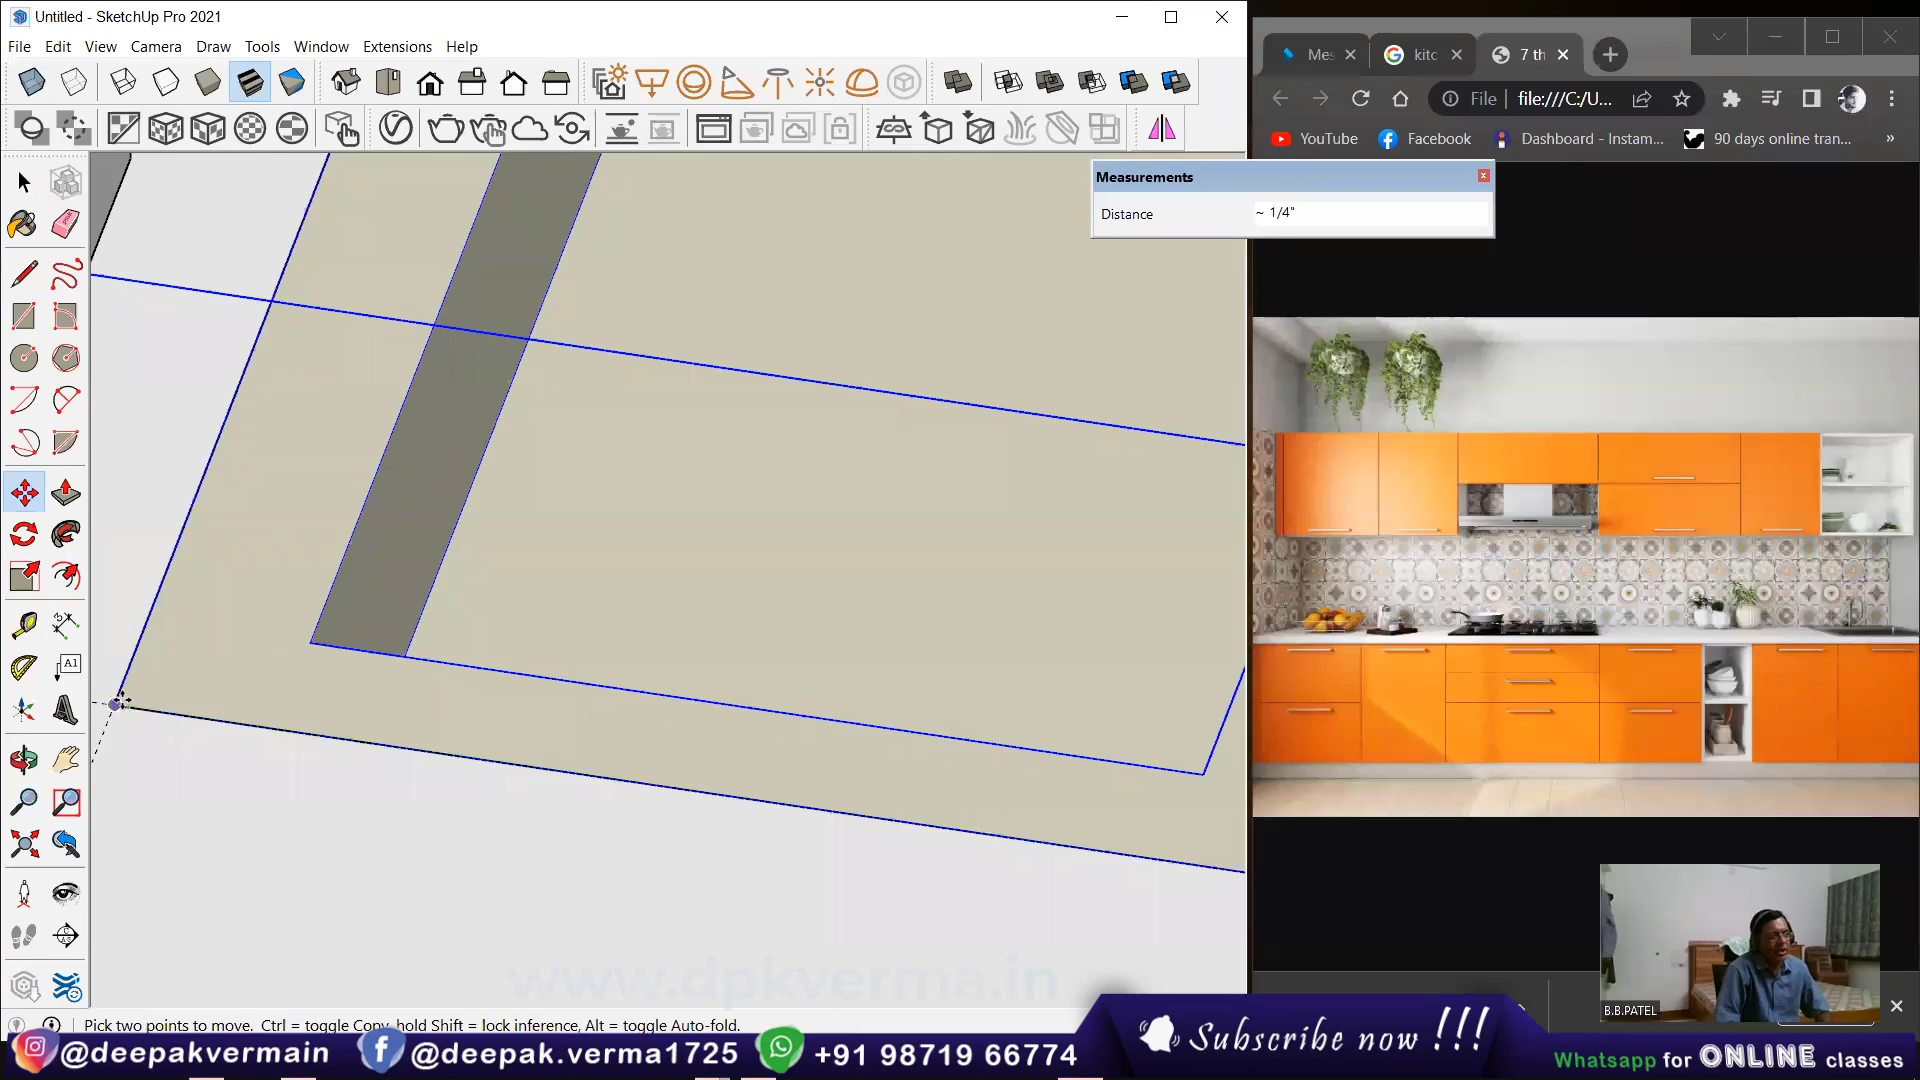 Untitled - SketchUp Pro 2021
File Edit View Camera Draw Tools Window Extensions Help
Measurements
Distance ~ 1/4"
A1
Pick two points to move. Ctrl = toggle Copy, hold Shift = lock inference, Alt = toggle Auto-fold.
www.dpkverma.in
kitc
7 th
File file:///C:/U...
YouTube Facebook Dashboard - Instam... 90 days online tran... »
B.B.PATEL
@deepakvermain @deepak.verma1725 +91 98719 66774
Subscribe now !!!
Whatsapp for ONLINE classes